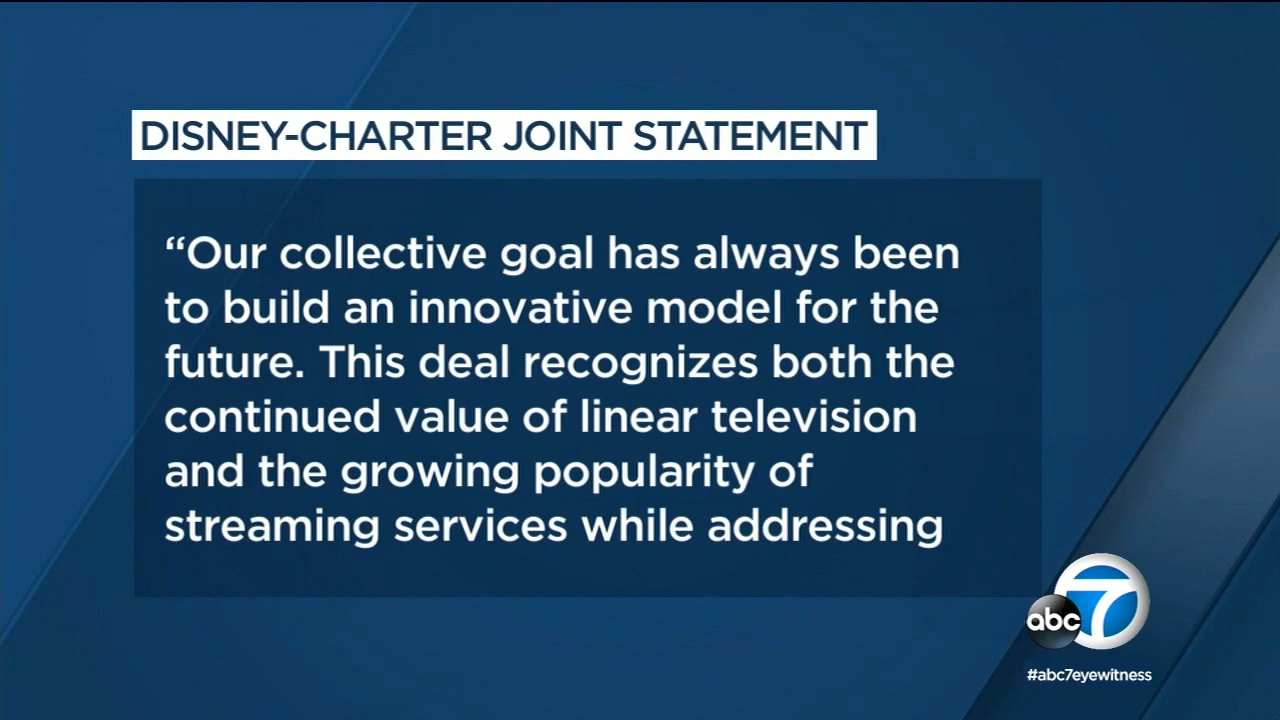 DISNEY-CHARTER JOINT STATEMENT
“Our collective goal has always been
to build an innovative model for the
future. This deal recognizes both the
continued value of linear television
and the growing popularity of
streaming services while addressing
abc 7
#abc7eyewitness